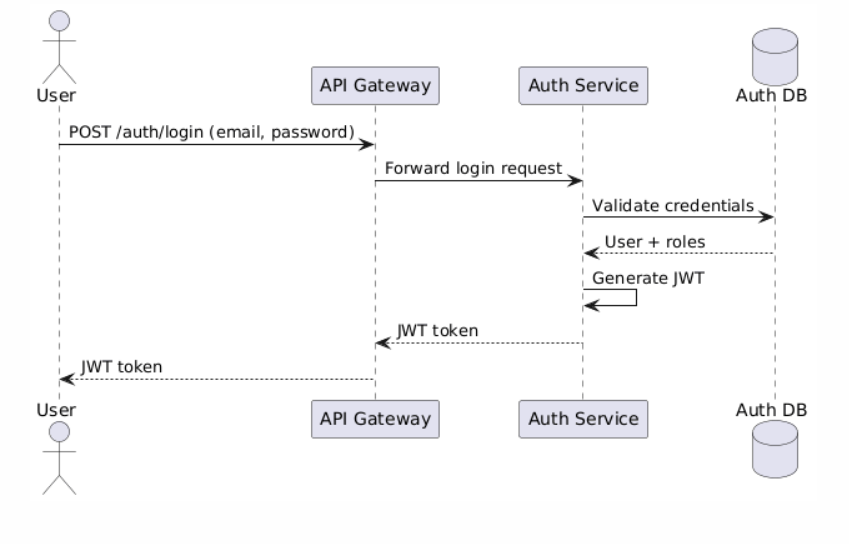 User
API Gateway
Auth Service
Auth DB
POST /auth/login (email, password)
Forward login request
Validate credentials
User + roles
Generate JWT
JWT token
JWT token
User
API Gateway
Auth Service
Auth DB